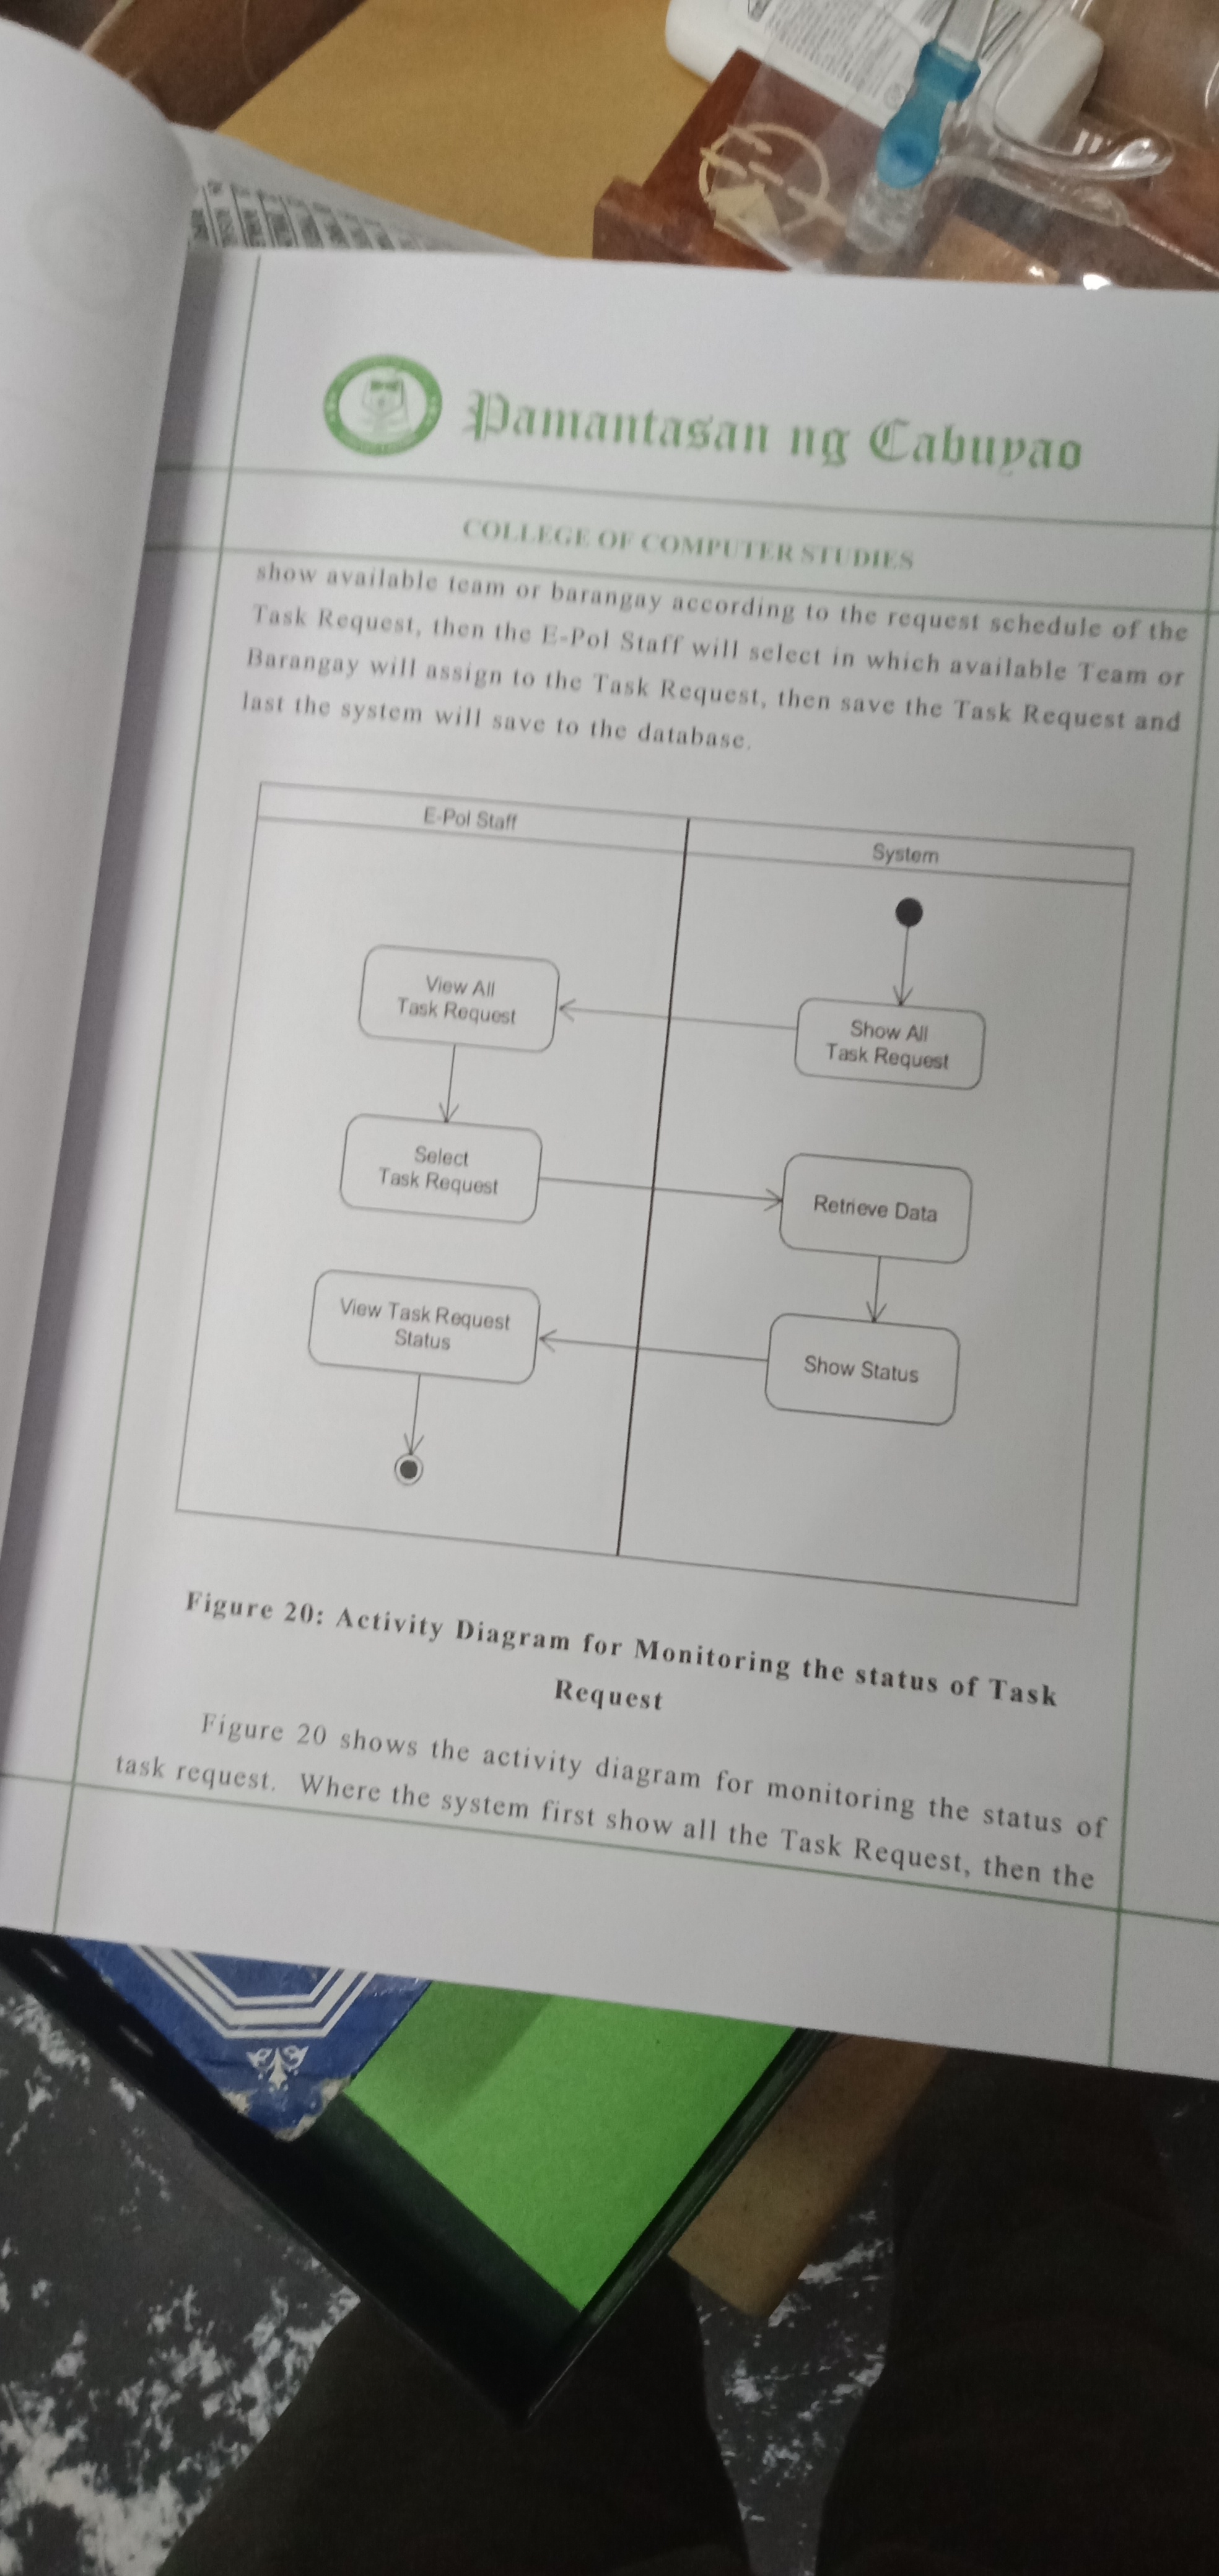 Pamantasan ng Cabuyao
COLLEGE OF COMPUTER STUDIES
show available team or barangay according to the request schedule of the
Task Request, then the E-Pol Staff will select in which available Team or
Barangay will assign to the Task Request, then save the Task Request and
last the system will save to the database.
E-Pol Staff
System
View All
Task Request
Show All
Task Request
Select
Task Request
Retrieve Data
View Task Request
Status
Show Status
Figure 20: Activity Diagram for Monitoring the status of Task
Request
Figure 20 shows the activity diagram for monitoring the status of
task request. Where the system first show all the Task Request, then the